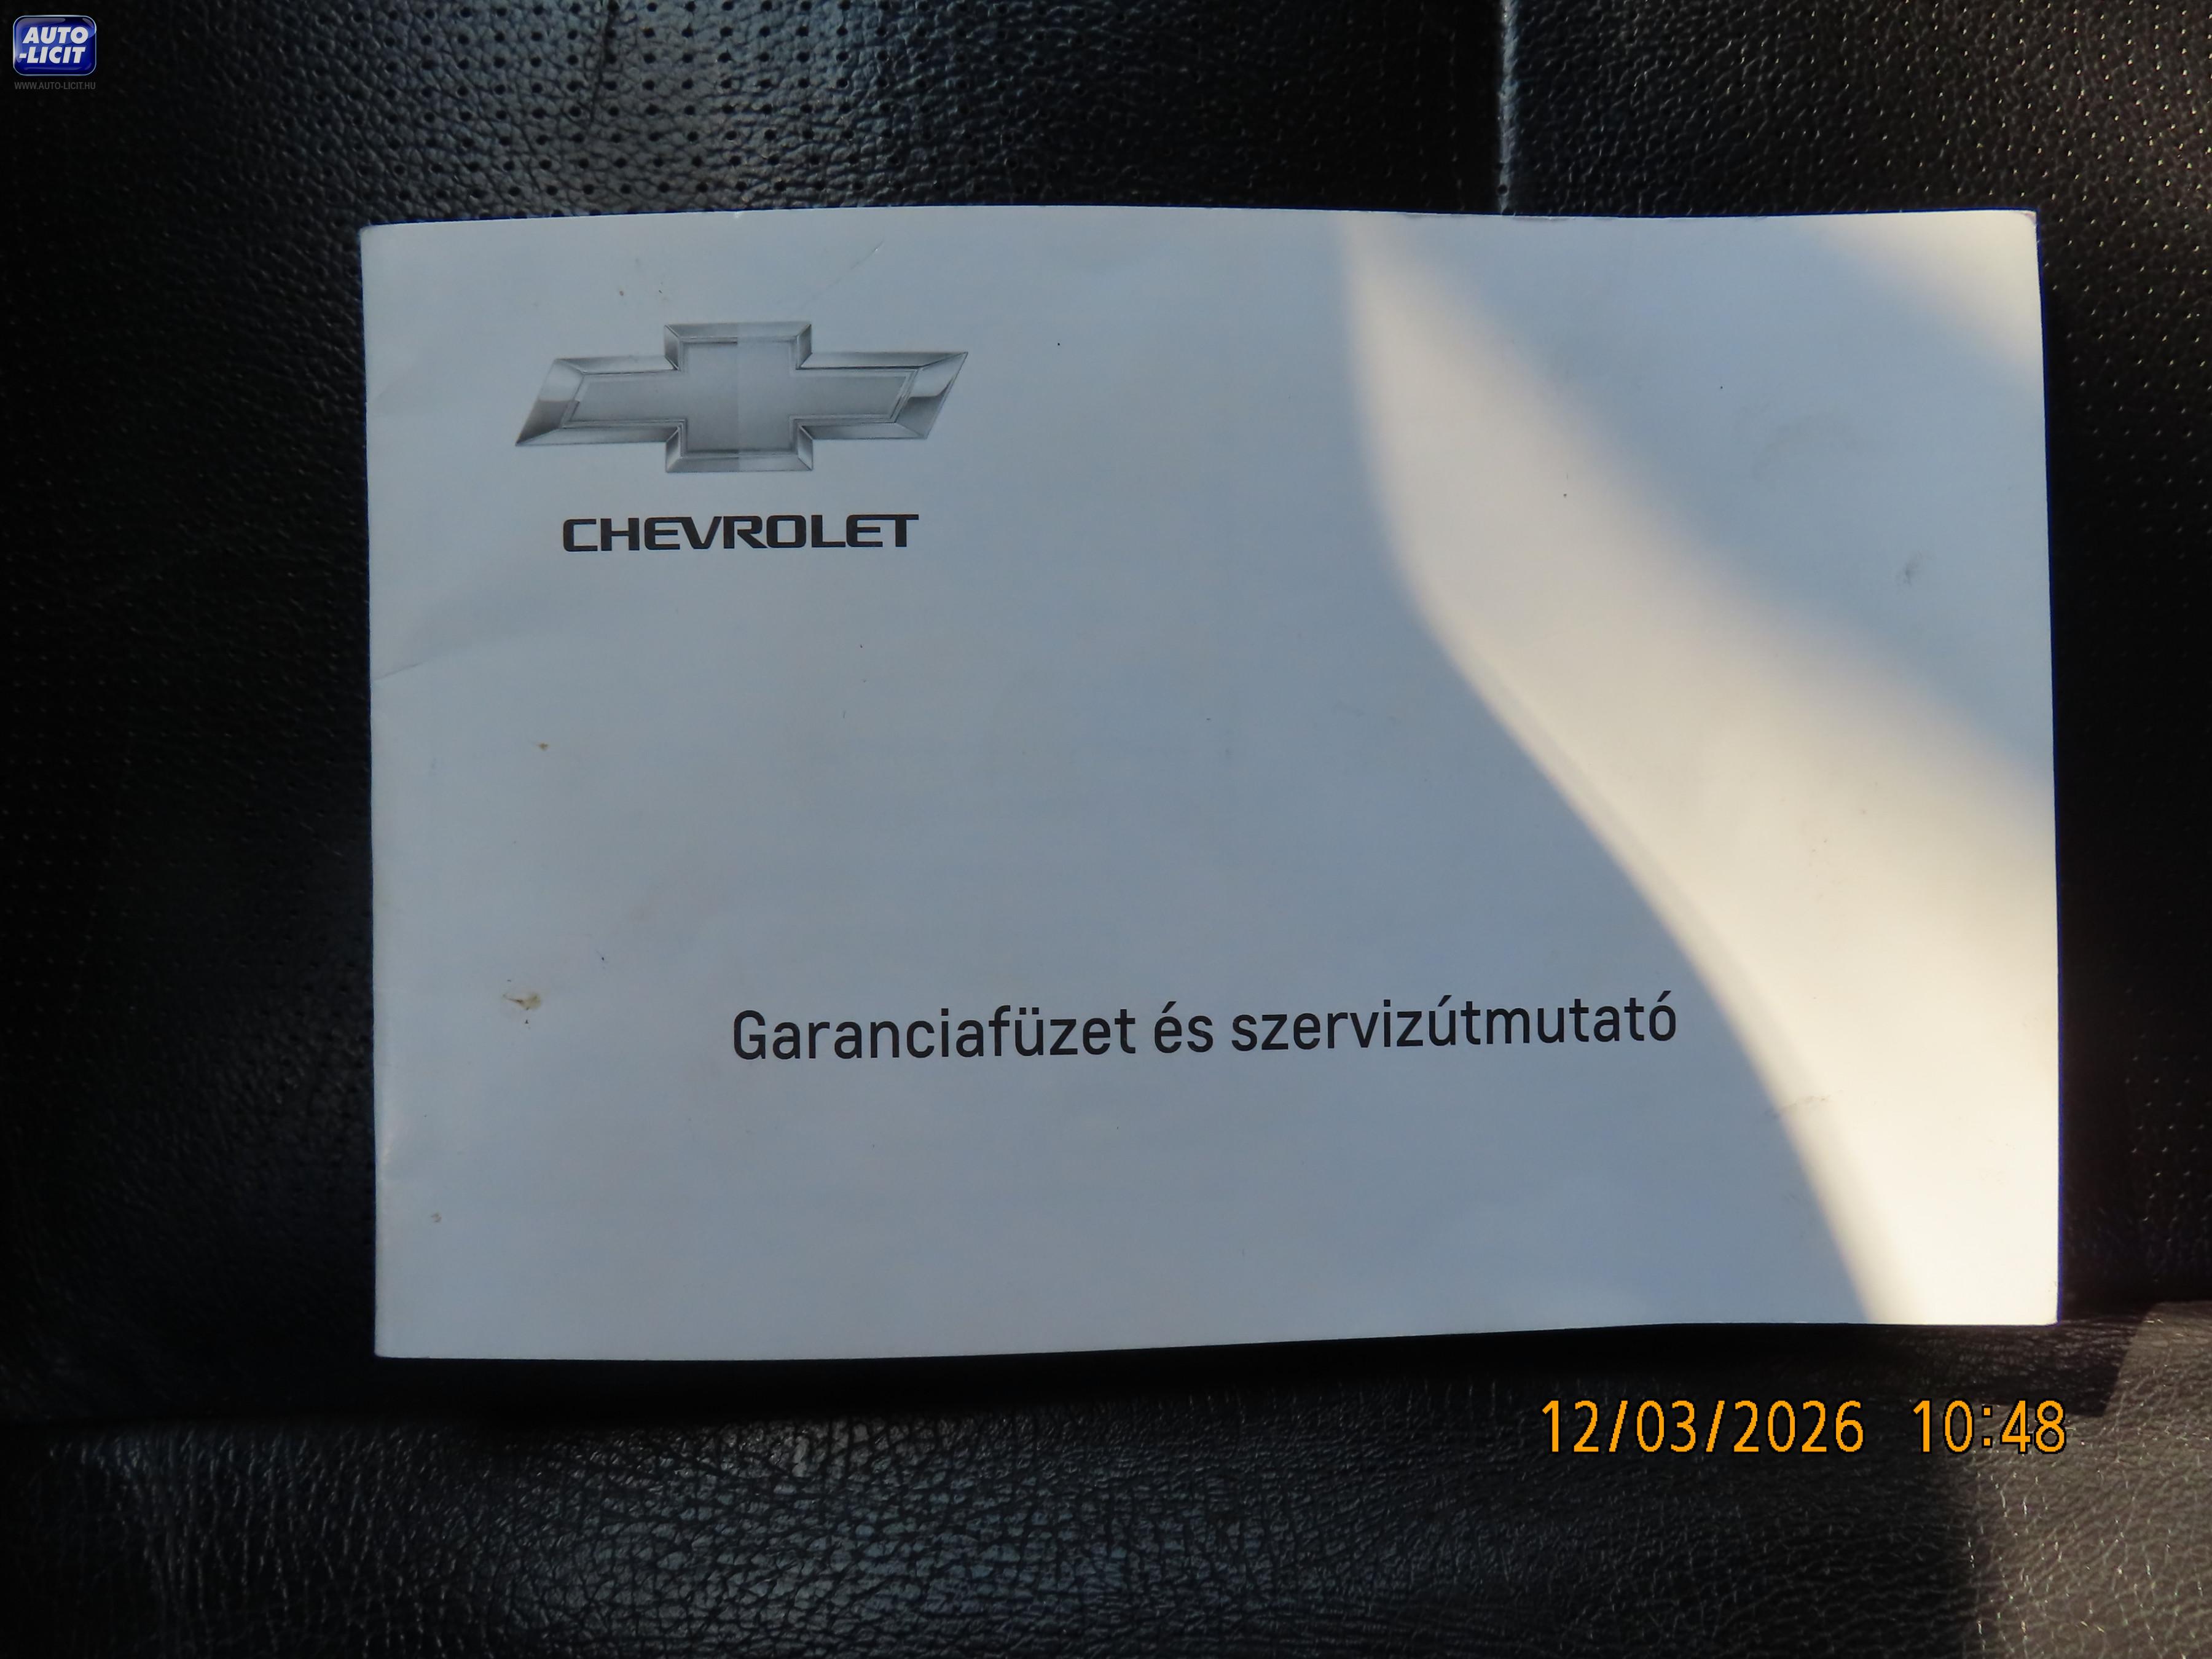 AUTO
-LICIT
WWW.AUTO-LICIT.HU
CHEVROLET
Garanciafüzet és szervizútmutató
12/03/2026 10:48